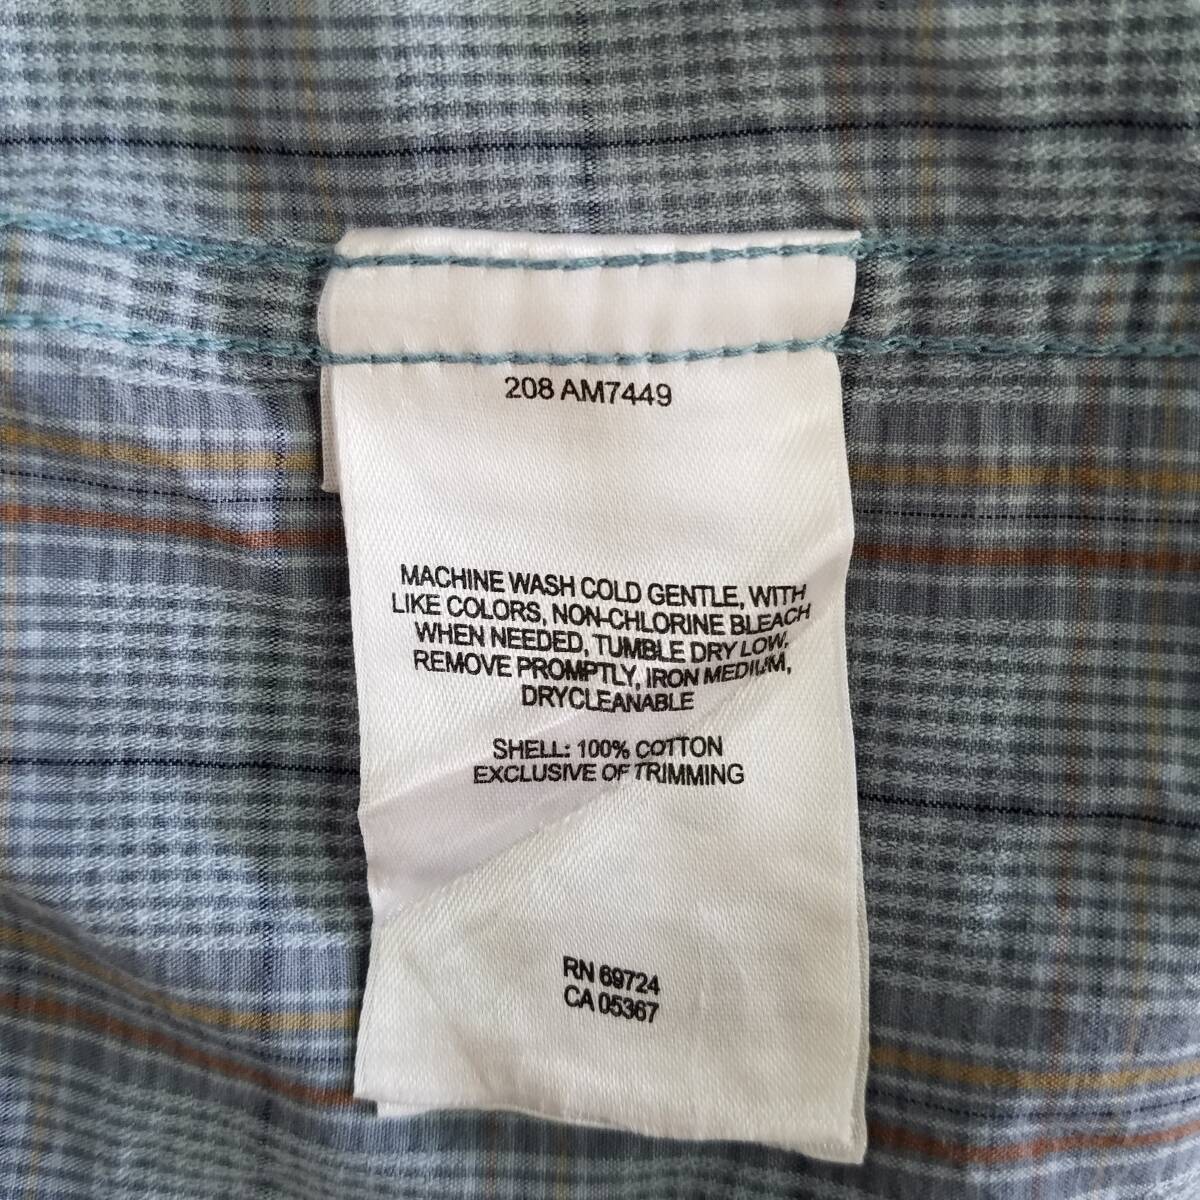 208 AM7449
MACHINE WASH COLD GENTLE, WITH
LIKE COLORS, NON-CHLORINE BLEACH
WHEN NEEDED, TUMBLE DRY LOW,
REMOVE PROMPTLY, IRON MEDIUM,
DRYCLEANABLE
SHELL: 100% COTTON
EXCLUSIVE OF TRIMMING
RN 69724
CA 05367